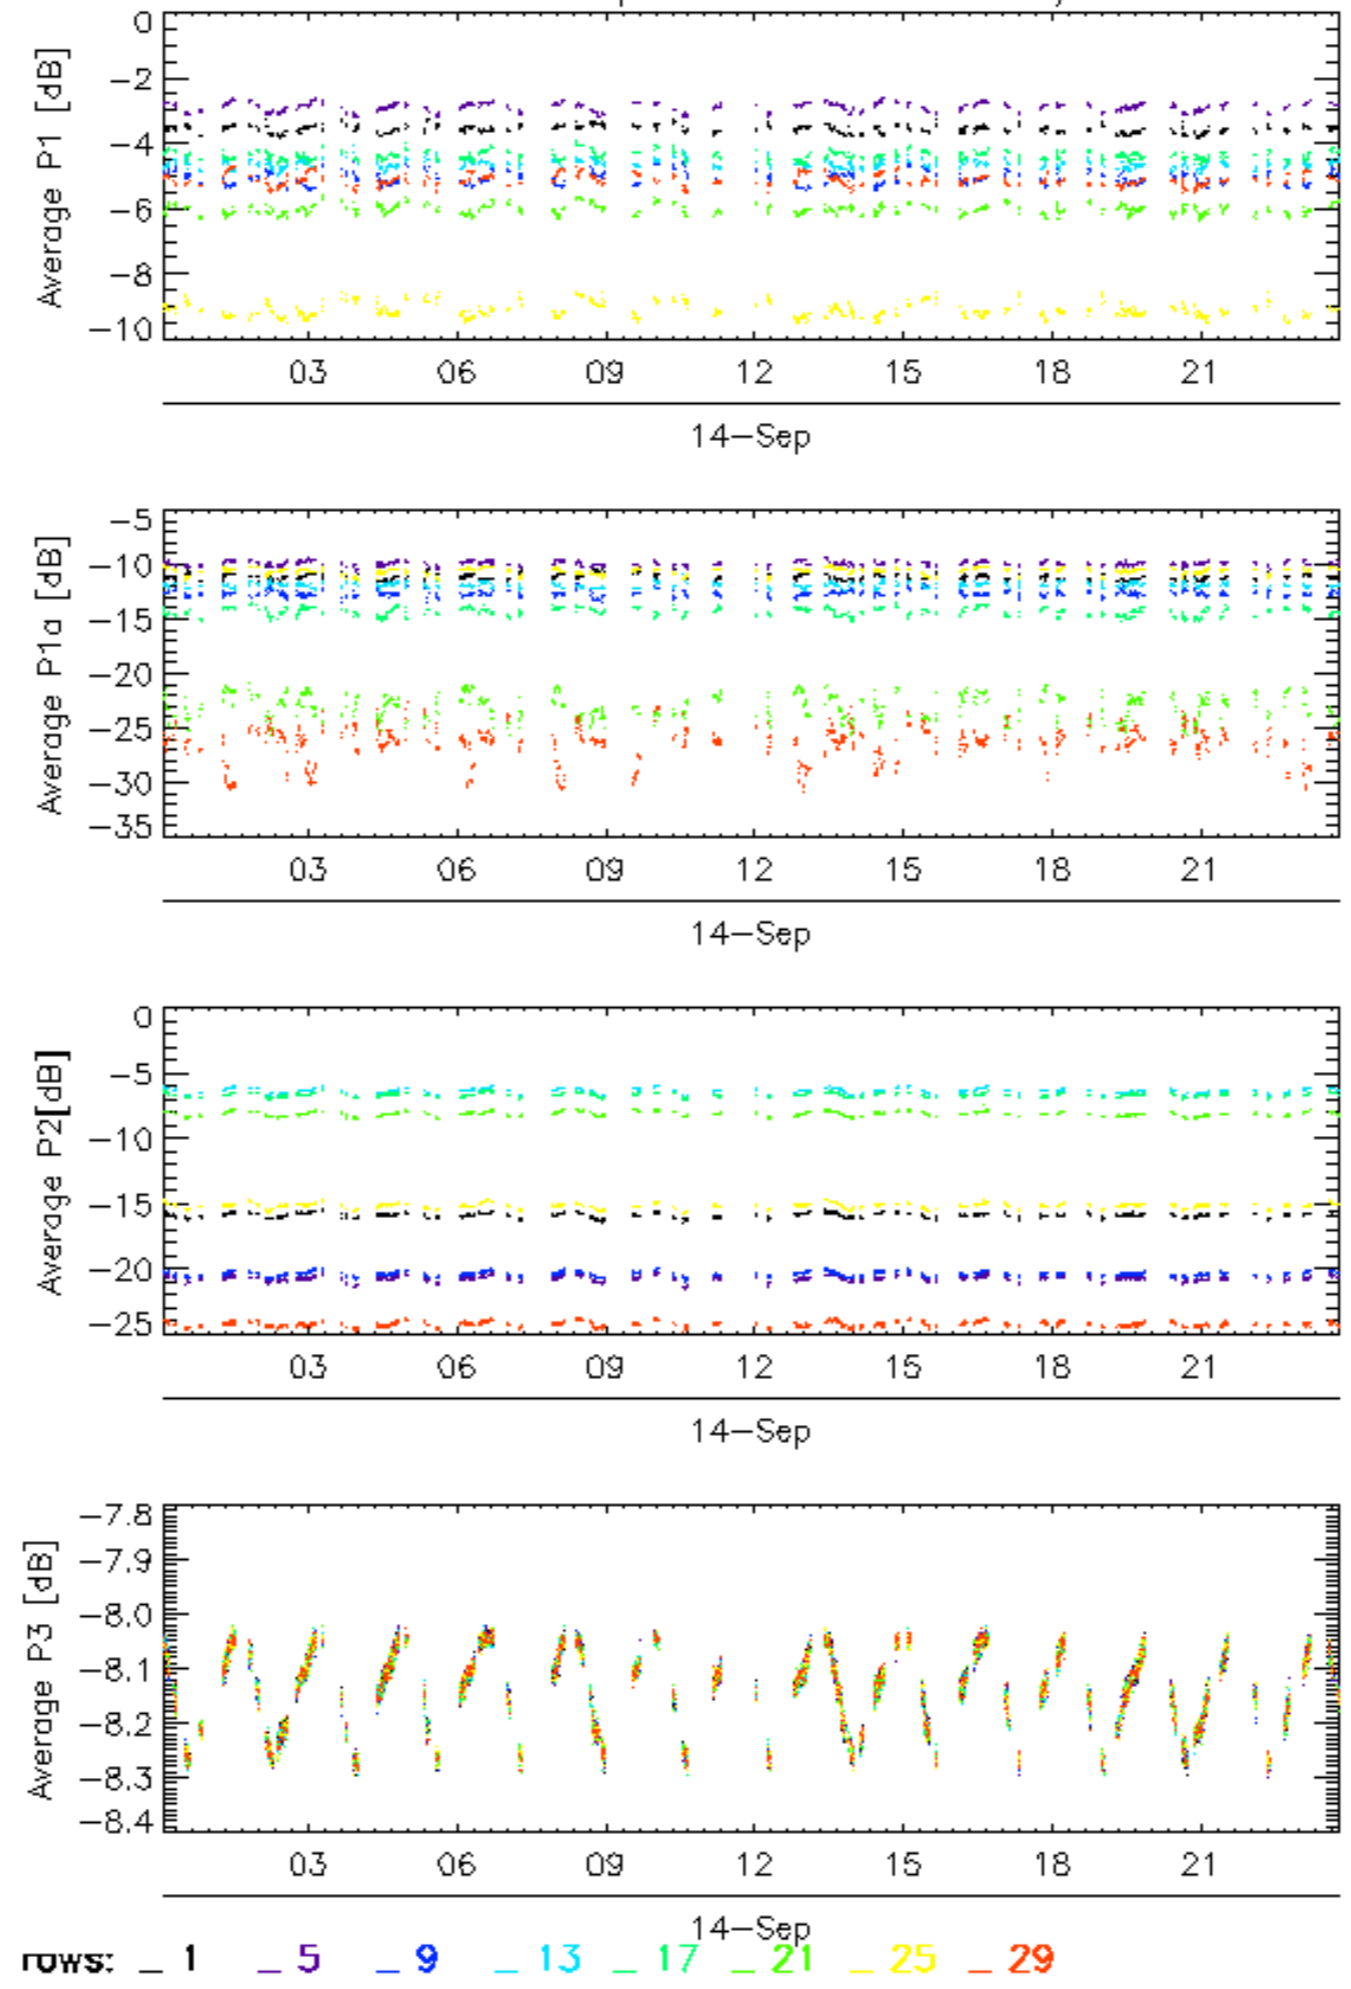 Average P1 [dB]
0
−2
−4
−6
−8
−10
03 06 09 12 15 18 21
14−Sep
Average P1a [dB]
−5
−10
−15
−20
−25
−30
−35
03 06 09 12 15 18 21
14−Sep
Average P2[dB]
0
−5
−10
−15
−20
−25
03 06 09 12 15 18 21
14−Sep
Average P3 [dB]
−7.8
−7.9
−8.0
−8.1
−8.2
−8.3
−8.4
03 06 09 12 15 18 21
14−Sep
rows: _ 1 _ 5 _ 9 _ 13 _ 17 _ 21 _ 25 _ 29